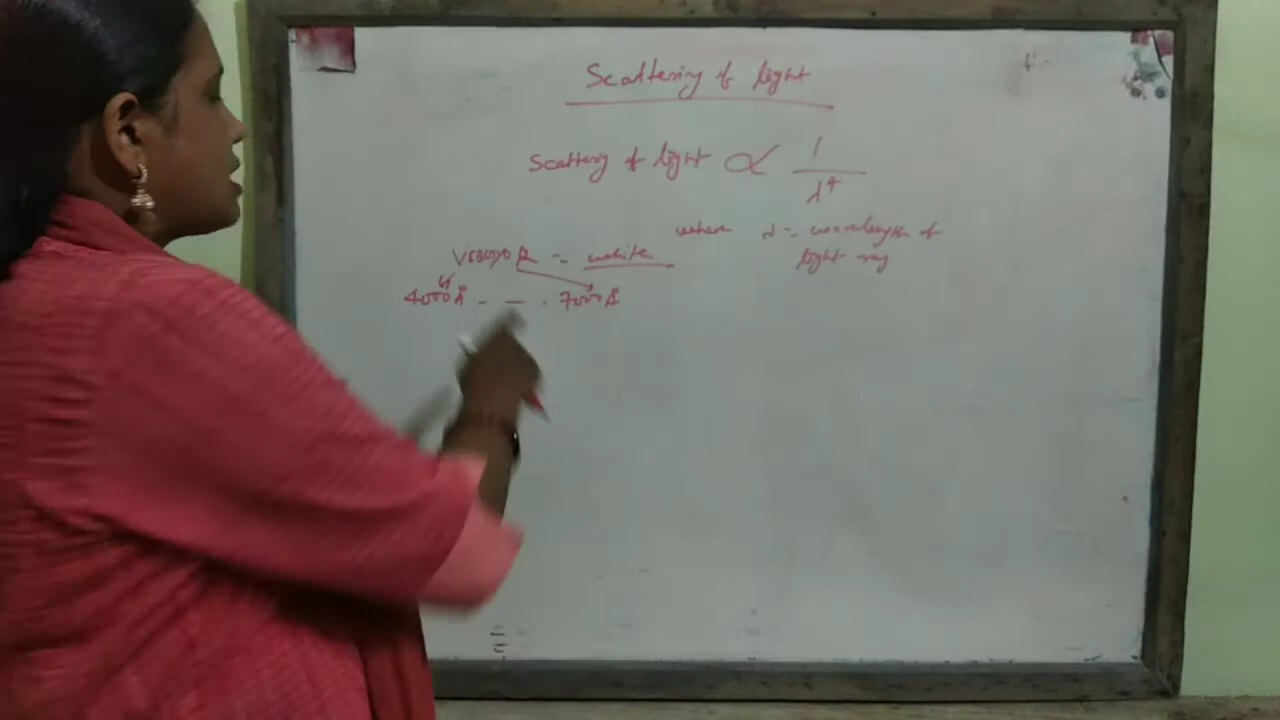 Scattering of light
Scattering of light ∝ 1/λ⁴
where λ - wavelength of
light ray
VIBGYOR - white
4000 Å - — - 7000 Å